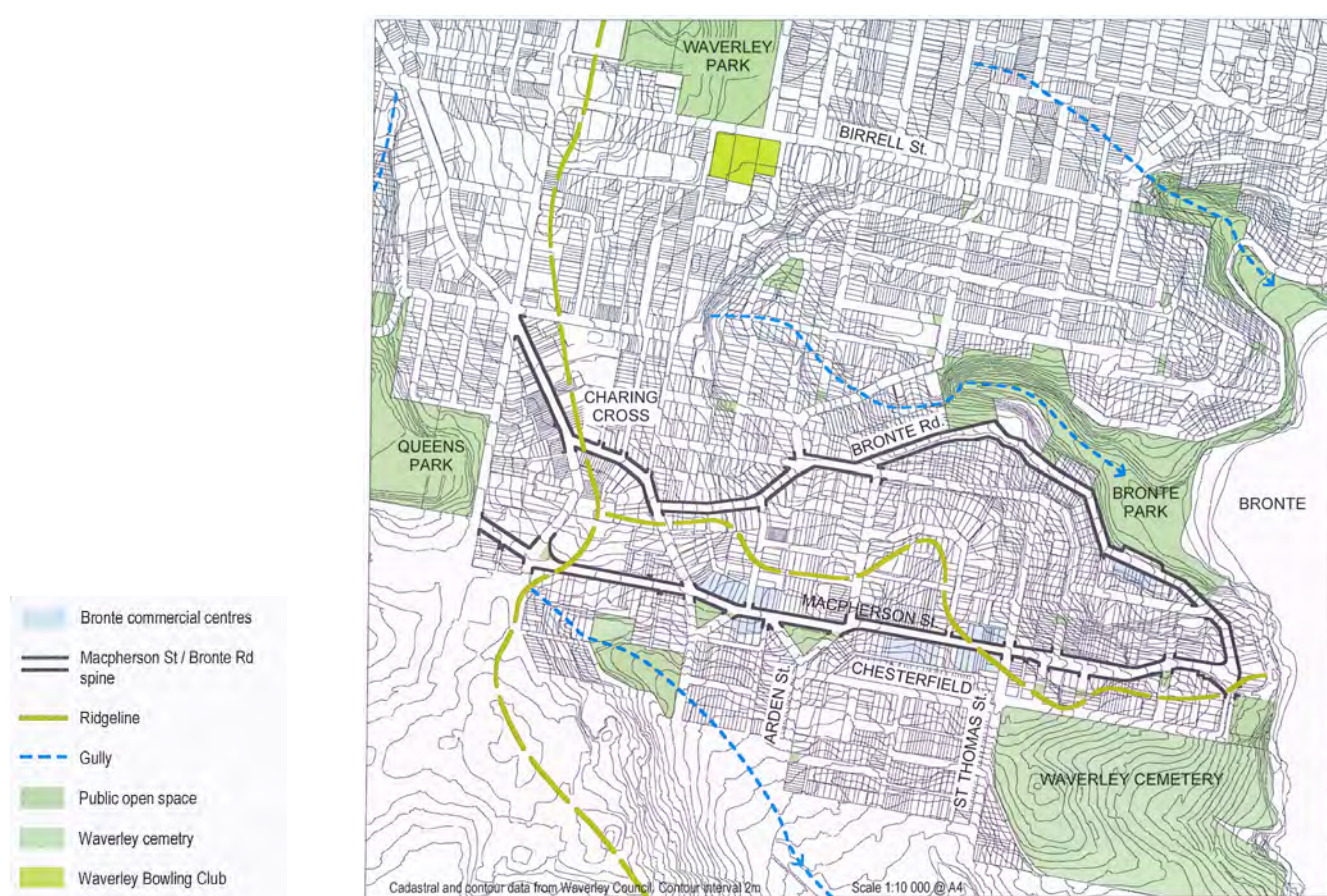 WAVERLEY
PARK
BIRRELL St.
CHARING
CROSS
QUEENS
PARK
BRONTE Rd.
BRONTE
PARK
BRONTE
MACPHERSON St.
CHESTERFIELD
ARDEN St.
ST THOMAS St.
WAVERLEY CEMETERY
Bronte commercial centres
Macpherson St / Bronte Rd
spine
Ridgeline
Gully
Public open space
Waverley cemetry
Waverley Bowling Club
Cadastral and contour data from Waverley Council. Contour interval 2m
Scale 1:10 000 @ A4